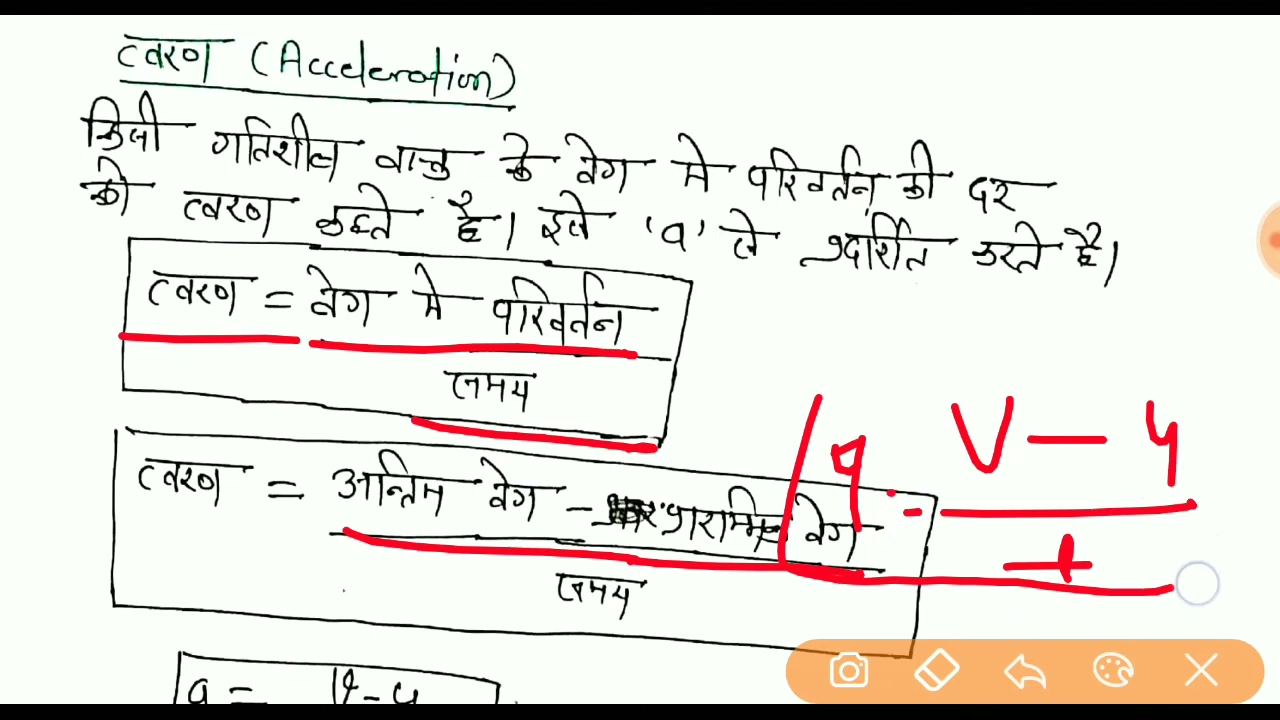 त्वरण (Acceleration)
किसी गतिशील वस्तु के वेग मे परिवर्तन की दर
को त्वरण कहते है। इसे 'a' से प्रदर्शित करते है।
त्वरण = वेग मे परिवर्तन
समय
त्वरण = अन्तिम वेग - प्रारम्भिक वेग
समय
a = v - u
t
a = v - u